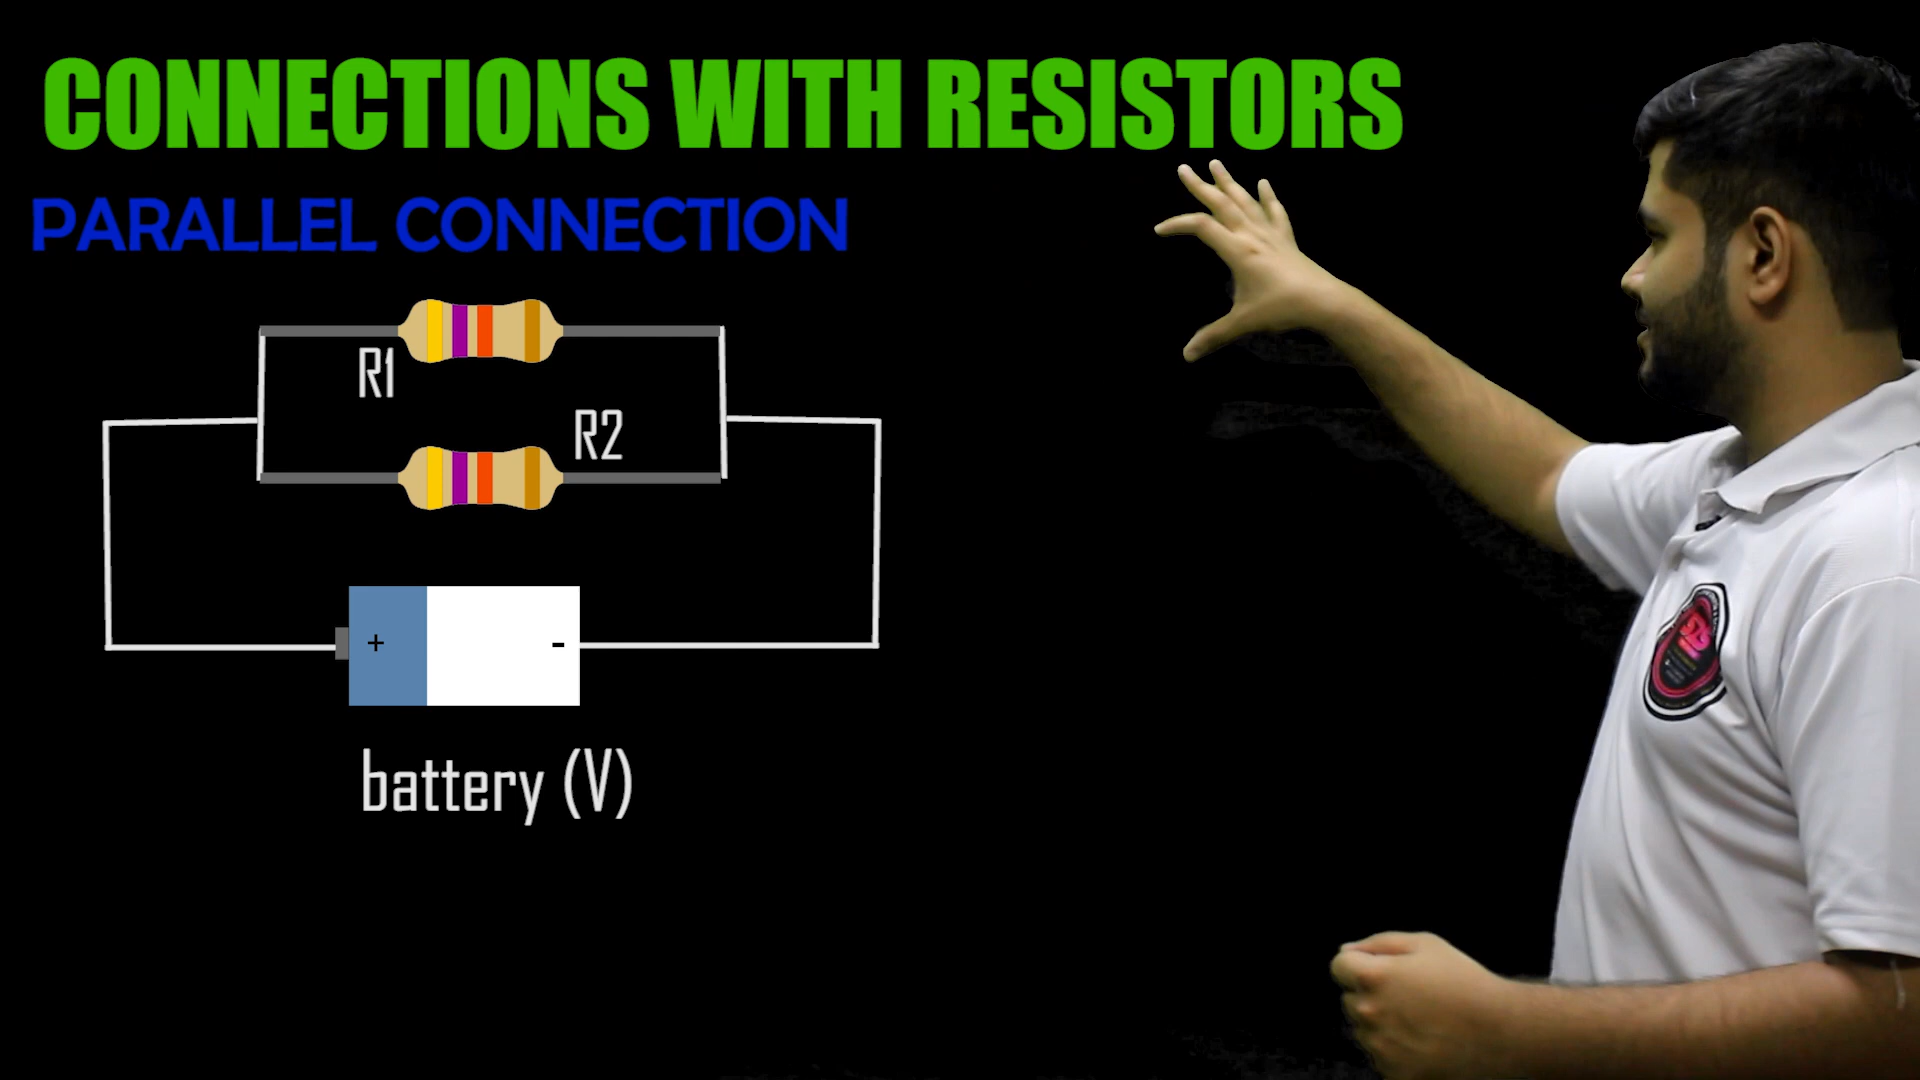 CONNECTIONS WITH RESISTORS
PARALLEL CONNECTION
R1
R2
+
-
battery (V)